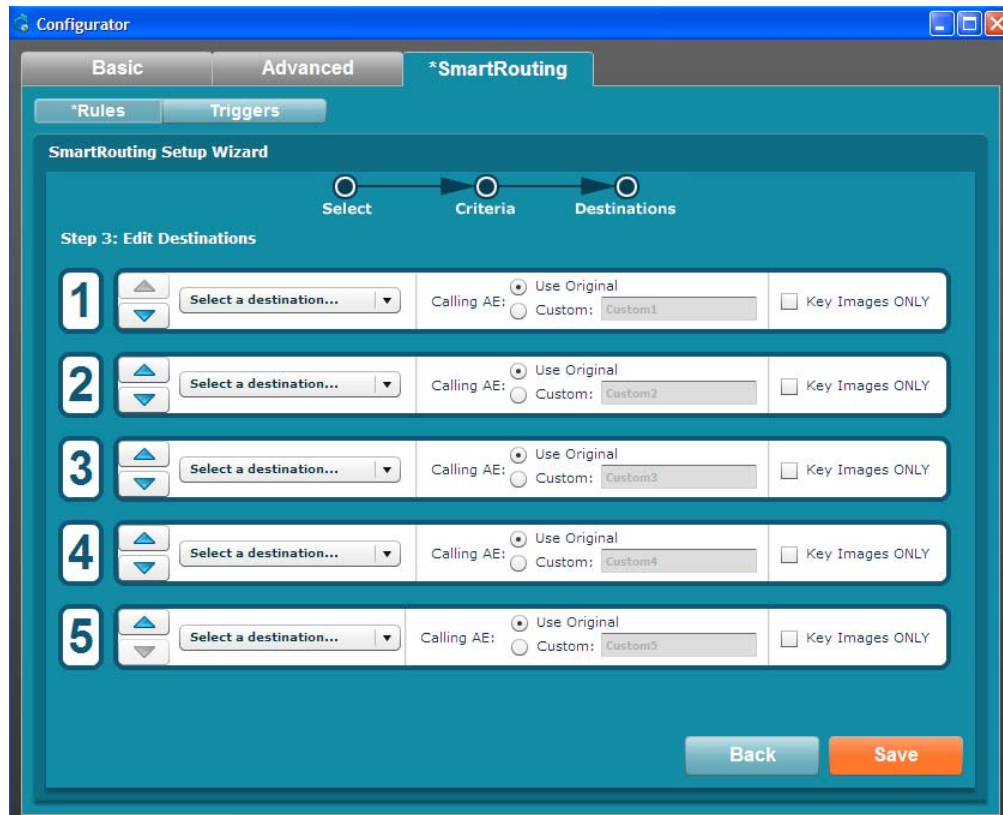 Configurator
Basic Advanced *SmartRouting
*Rules Triggers
SmartRouting Setup Wizard
Select Criteria Destinations
Step 3: Edit Destinations
1 Select a destination... Calling AE: Use Original Key Images ONLY
Custom: Custom1
2 Select a destination... Calling AE: Use Original Key Images ONLY
Custom: Custom2
3 Select a destination... Calling AE: Use Original Key Images ONLY
Custom: Custom3
4 Select a destination... Calling AE: Use Original Key Images ONLY
Custom: Custom4
5 Select a destination... Calling AE: Use Original Key Images ONLY
Custom: Custom5
Back Save